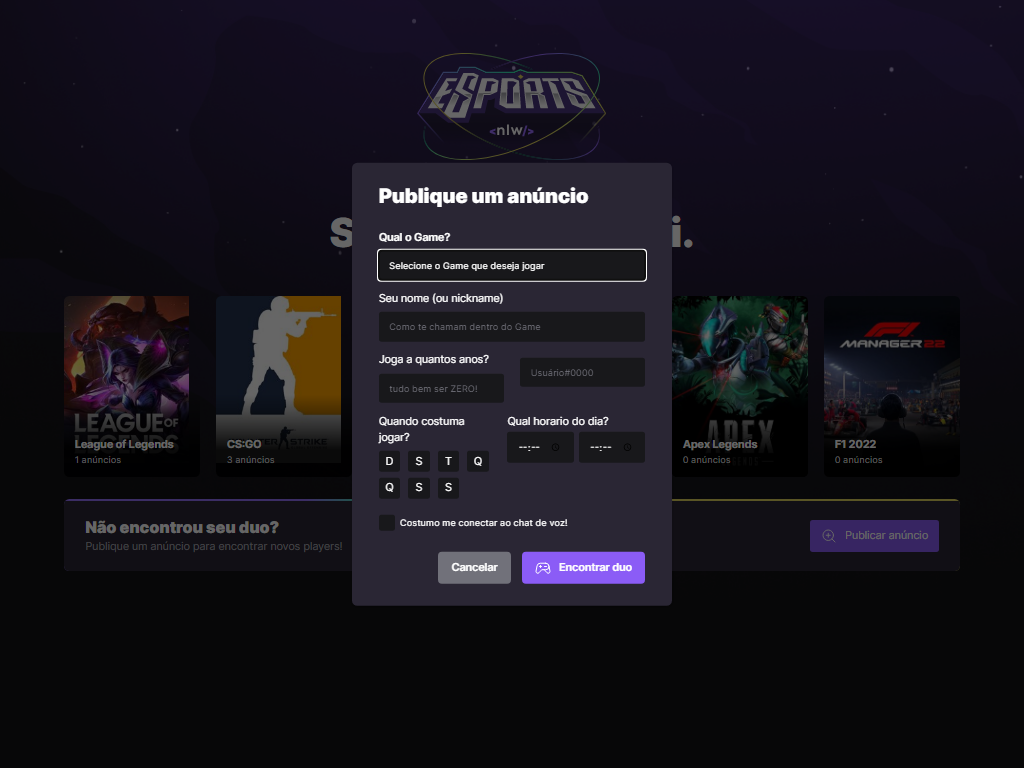 ESPORTS
<nlw/>
Publique um anúncio
S
i.
Qual o Game?
Selecione o Game que deseja jogar
Seu nome (ou nickname)
Como te chamam dentro do Game
Joga a quantos anos?
tudo bem ser ZERO!
Usuário#0000
Quando costuma
jogar?
Qual horario do dia?
--:-- --:--
D S T Q
Q S S
Costumo me conectar ao chat de voz!
Cancelar
Encontrar duo
LEAGUE OF
LEGENDS
League of Legends
1 anúncios
STRIKE
CS:GO
3 anúncios
APEX
Apex Legends
0 anúncios
F1
MANAGER 22
F1 2022
0 anúncios
Não encontrou seu duo?
Publique um anúncio para encontrar novos players!
Publicar anúncio